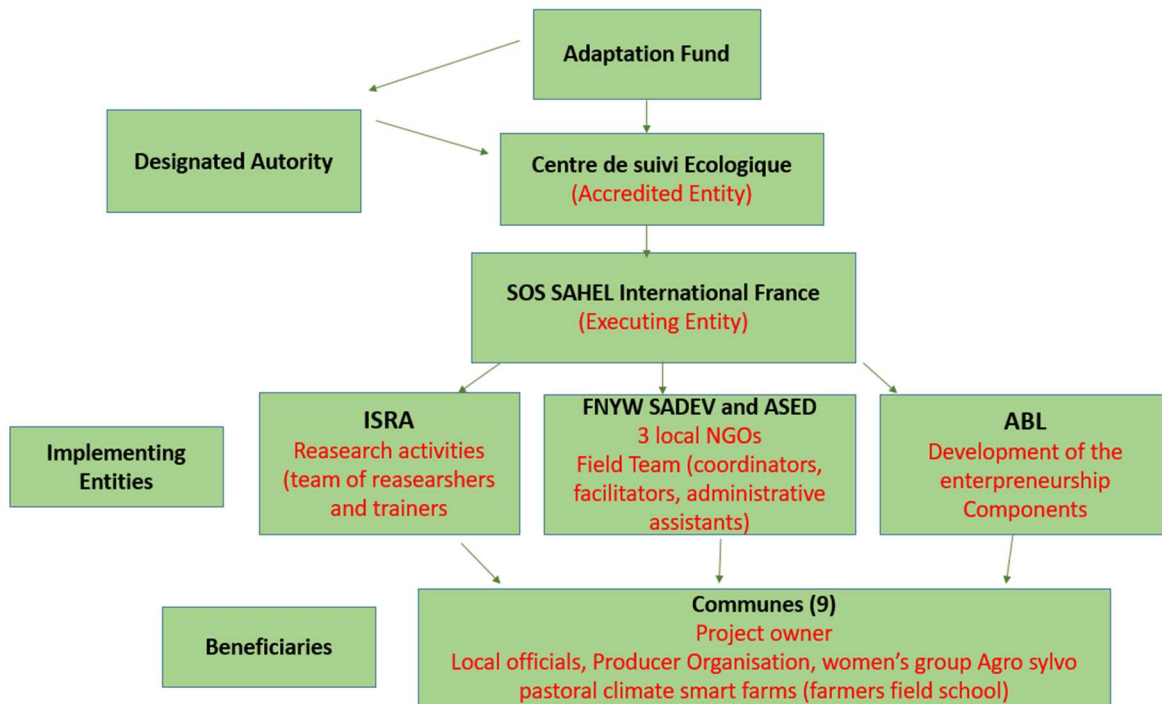 Adaptation Fund
Designated Autority
Centre de suivi Ecologique
(Accredited Entity)
SOS SAHEL International France
(Executing Entity)
Implementing
Entities
ISRA
Reasearch activities
(team of reasearshers
and trainers
FNYW SADEV and ASED
3 local NGOs
Field Team (coordinators,
facilitators, administrative
assistants)
ABL
Development of the
enterpreneurship
Components
Beneficiaries
Communes (9)
Project owner
Local officials, Producer Organisation, women's group Agro sylvo
pastoral climate smart farms (farmers field school)